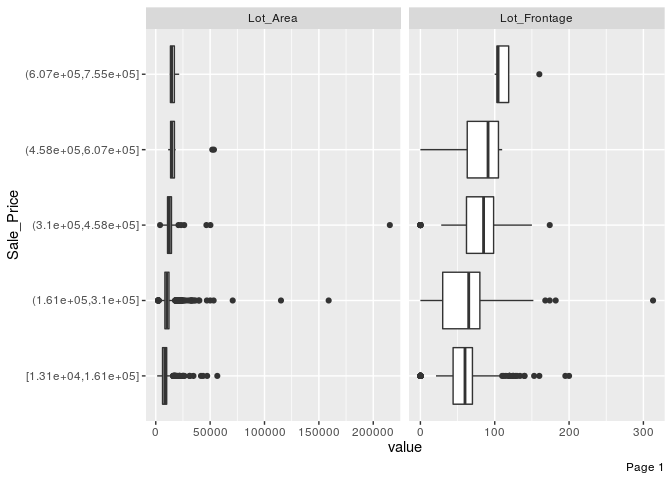 Lot_Area Lot_Frontage
Sale_Price
(6.07e+05,7.55e+05]
(4.58e+05,6.07e+05]
(3.1e+05,4.58e+05]
(1.61e+05,3.1e+05]
[1.31e+04,1.61e+05]
0 50000 100000 150000 200000 0 100 200 300
value
Page 1